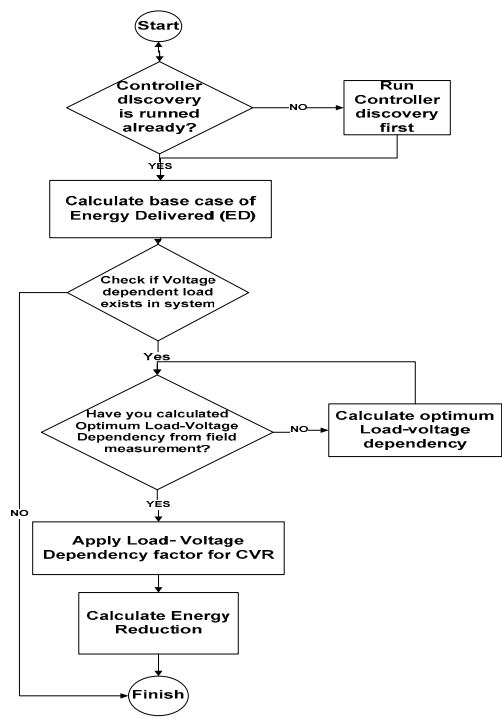 Start
Controller
discovery
is runned
already?
NO
Run
Controller
discovery
first
YES
Calculate base case of
Energy Delivered (ED)
Check if Voltage
dependent load
exists in system
Yes
Have you calculated
Optimum Load-Voltage
Dependency from field
measurement?
NO
Calculate optimum
Load-voltage
dependency
YES
NO
Apply Load- Voltage
Dependency factor for CVR
Calculate Energy
Reduction
Finish